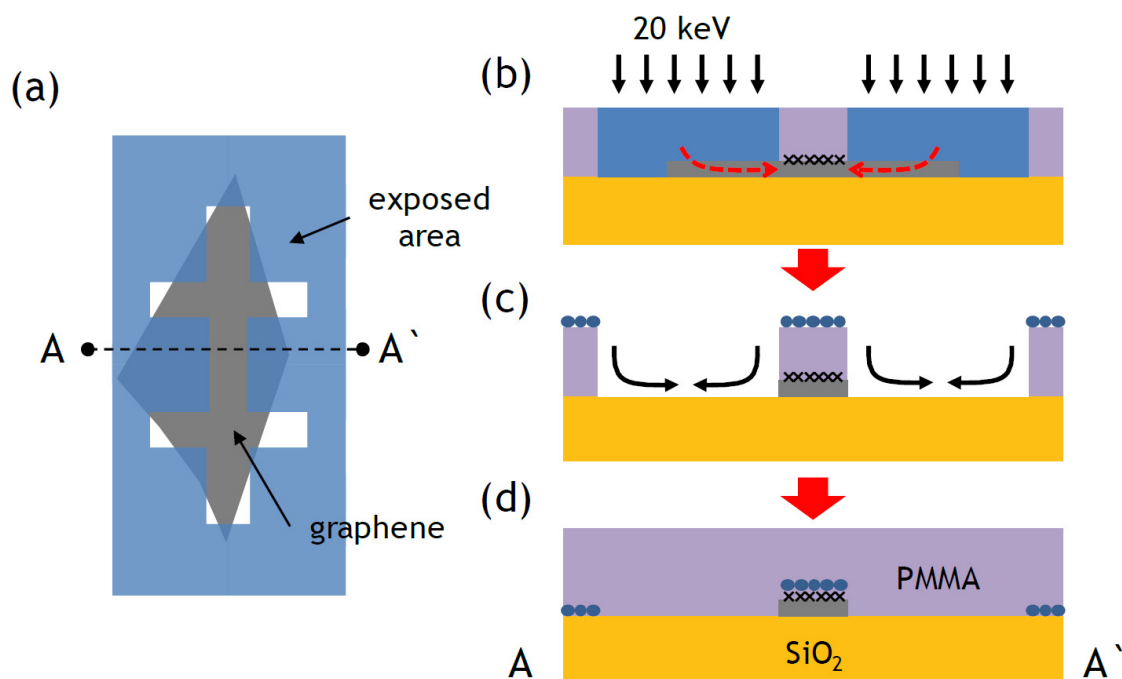 (a)
exposed
area
A
A`
graphene
20 keV
(b)
(c)
(d)
PMMA
SiO₂
A
A`